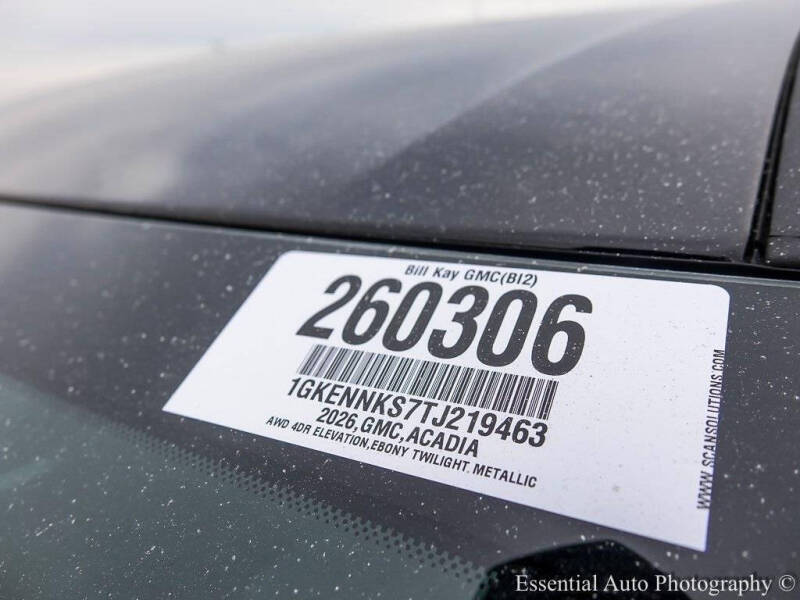 Bill Kay GMC(BI2)
260306
1GKENNKS7TJ219463
2026,GMC,ACADIA
AWD 4DR ELEVATION,EBONY TWILIGHT METALLIC
WWW.SCANSOLUTIONS.COM
Essential Auto Photography ©